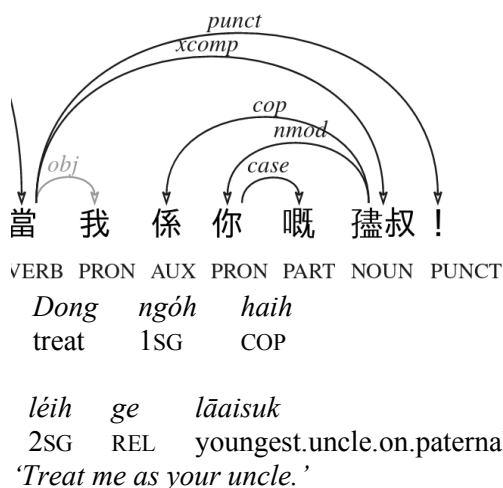 punct
xcomp
cop
nmod
obj
case
當 我 係 你 嘅 孻叔 !
VERB PRON AUX PRON PART NOUN PUNCT
Dong ngóh haih
treat 1SG COP
léih ge lāaisuk
2SG REL youngest.uncle.on.paterna
‘Treat me as your uncle.’